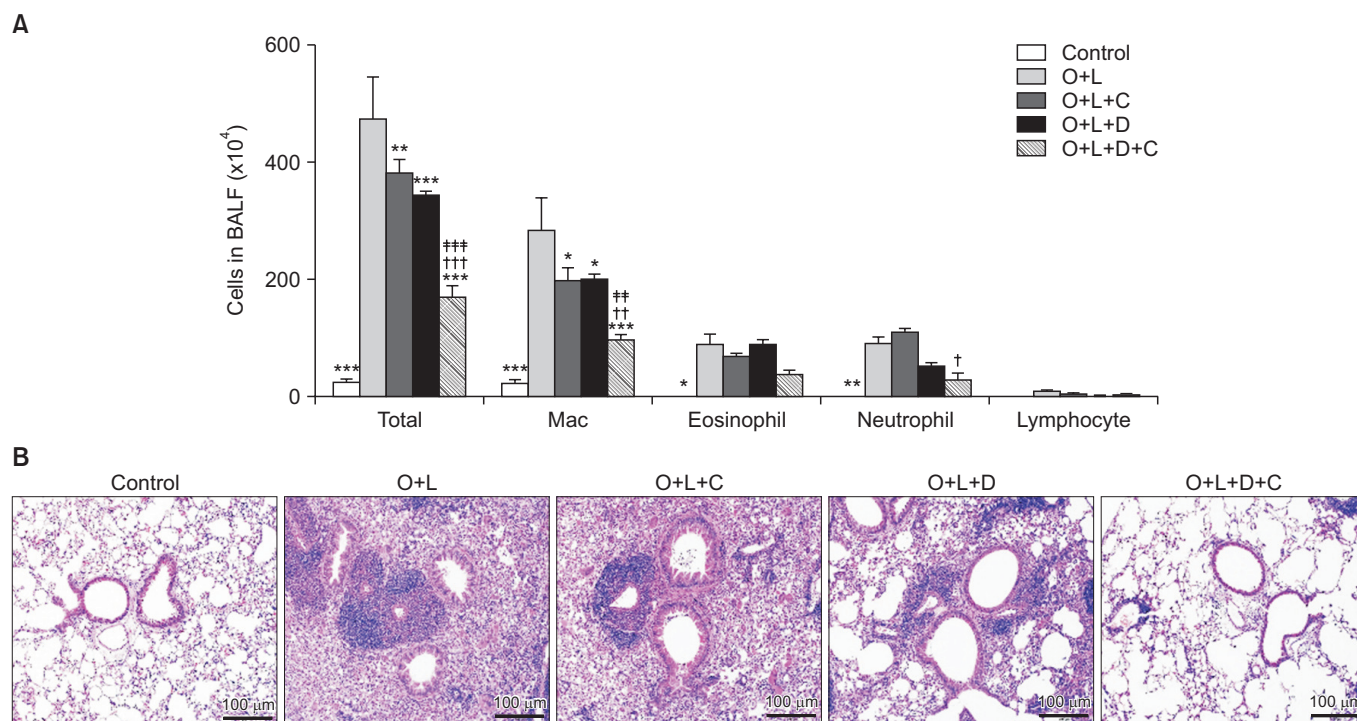 A
600
400
200
0
Cells in BALF (x10⁴)
Control
O+L
O+L+C
O+L+D
O+L+D+C
***
**
***
‡‡‡
†††
***
***
*
*
‡‡
††
***
*
**
†
Total Mac Eosinophil Neutrophil Lymphocyte
B
Control O+L O+L+C O+L+D O+L+D+C
100 μm 100 μm 100 μm 100 μm 100 μm